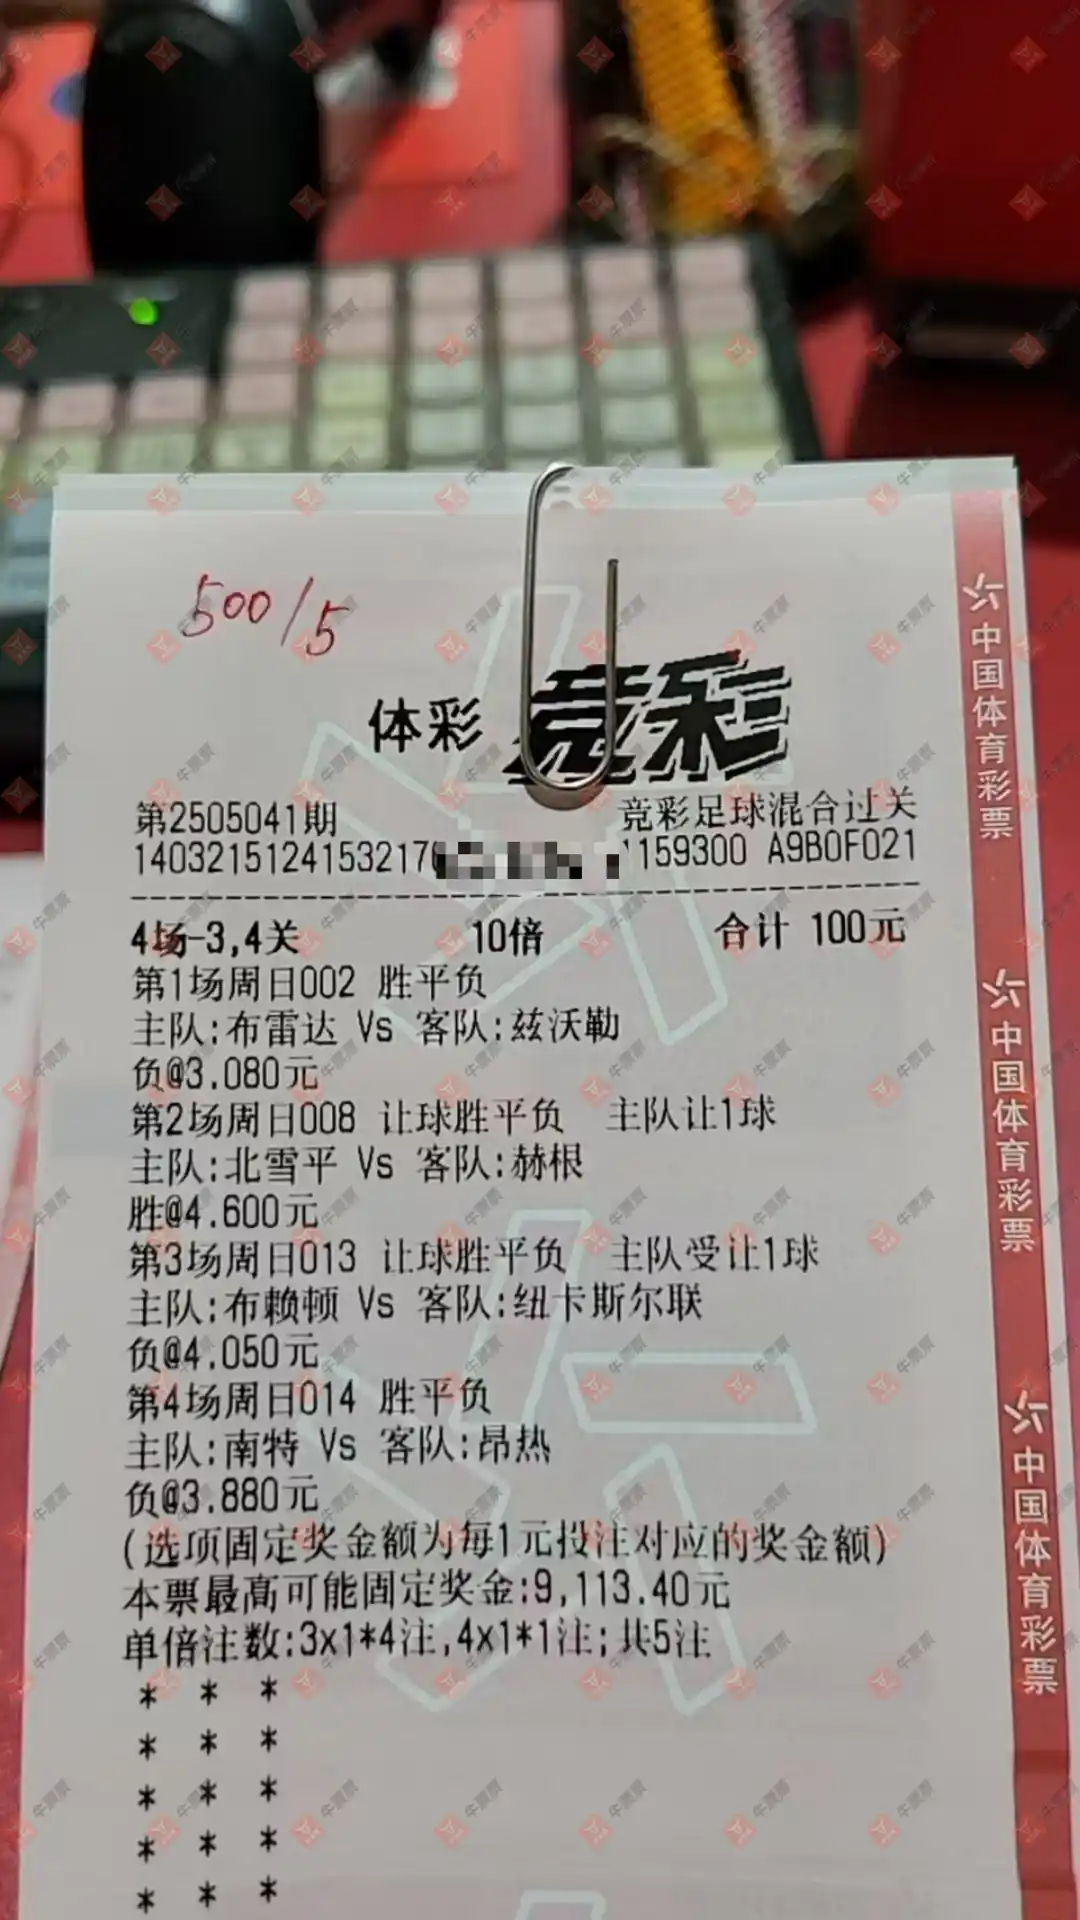 500/5
体彩 竞彩
第2505041期 竞彩足球混合过关
1403215124153217 1159300 A9B0F021
4场-3,4关 10倍 合计 100元
第1场周日002 胜平负
主队:布雷达 Vs 客队:兹沃勒
负@3.080元
第2场周日008 让球胜平负 主队让1球
主队:北雪平 Vs 客队:赫根
胜@4.600元
第3场周日013 让球胜平负 主队受让1球
主队:布赖顿 Vs 客队:纽卡斯尔联
负@4.050元
第4场周日014 胜平负
主队:南特 Vs 客队:昂热
负@3.880元
(选项固定奖金额为每1元投注对应的奖金额)
本票最高可能固定奖金:9,113.40元
单倍注数:3x1*4注,4x1*1注;共5注
* * *
* * *
* * *
* * *
* * *
中国体育彩票
中国体育彩票
中国体育彩票
牛票票